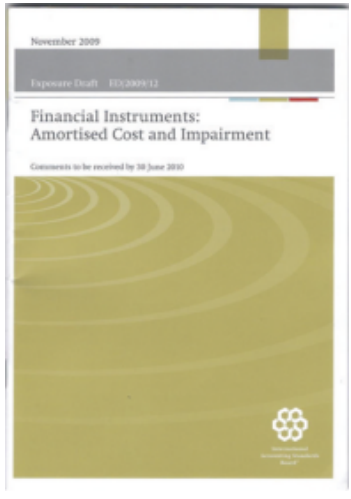 November 2009
Exposure Draft ED/2009/12
Financial Instruments:
Amortised Cost and Impairment
Comments to be received by 30 June 2010
International
Accounting Standards
Board